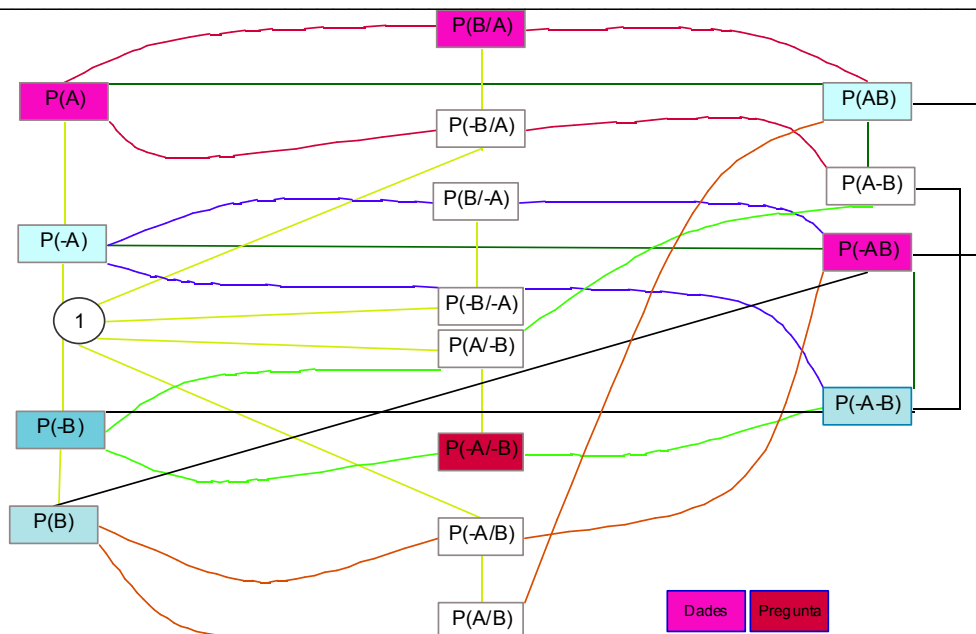 P(B/A)
P(A)
P(AB)
P(-B/A)
P(A-B)
P(B/-A)
P(-A)
P(-AB)
P(-B/-A)
1
P(A/-B)
P(-A-B)
P(-B)
P(-A/-B)
P(B)
P(-A/B)
P(A/B)
Dades
Pregunta